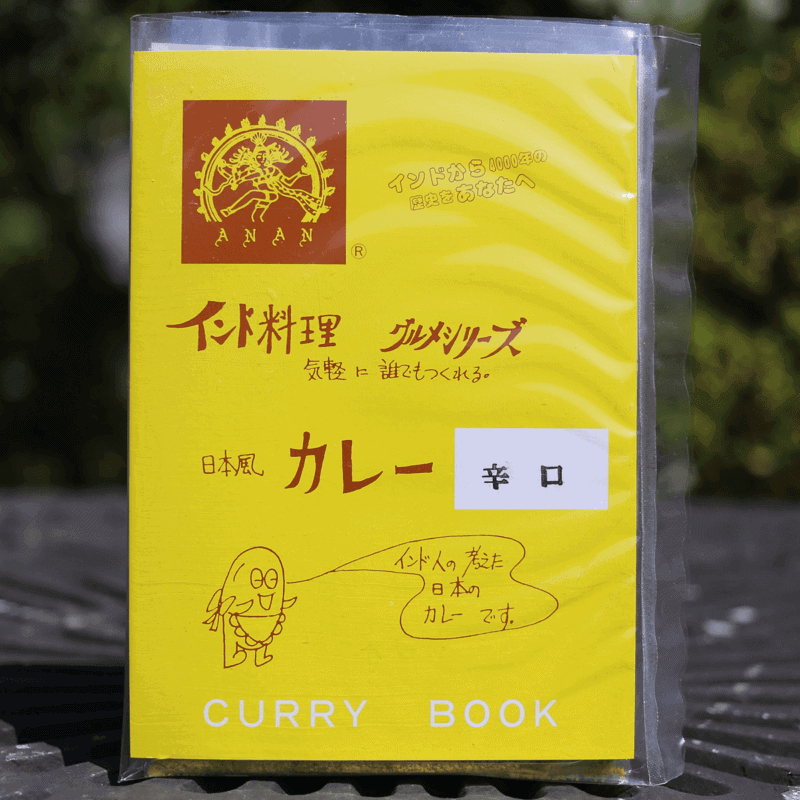 インドから4000年の
歴史をあなたへ
ANAN
®
インド料理 グルメシリーズ
気軽に誰でもつくれる。
日本風 カレー 辛口
インド人の考えた
日本の
カレーです。
CURRY BOOK